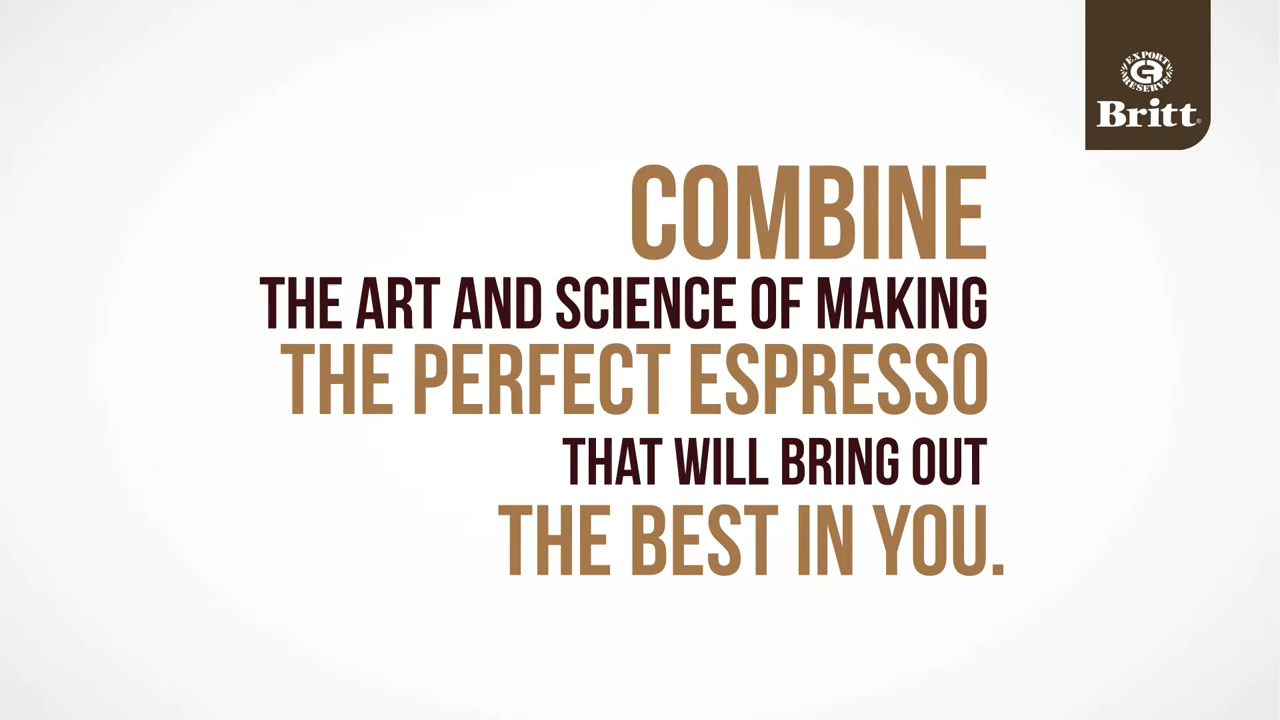 EXPORT
RESERVE
Britt
COMBINE
THE ART AND SCIENCE OF MAKING
THE PERFECT ESPRESSO
THAT WILL BRING OUT
THE BEST IN YOU.